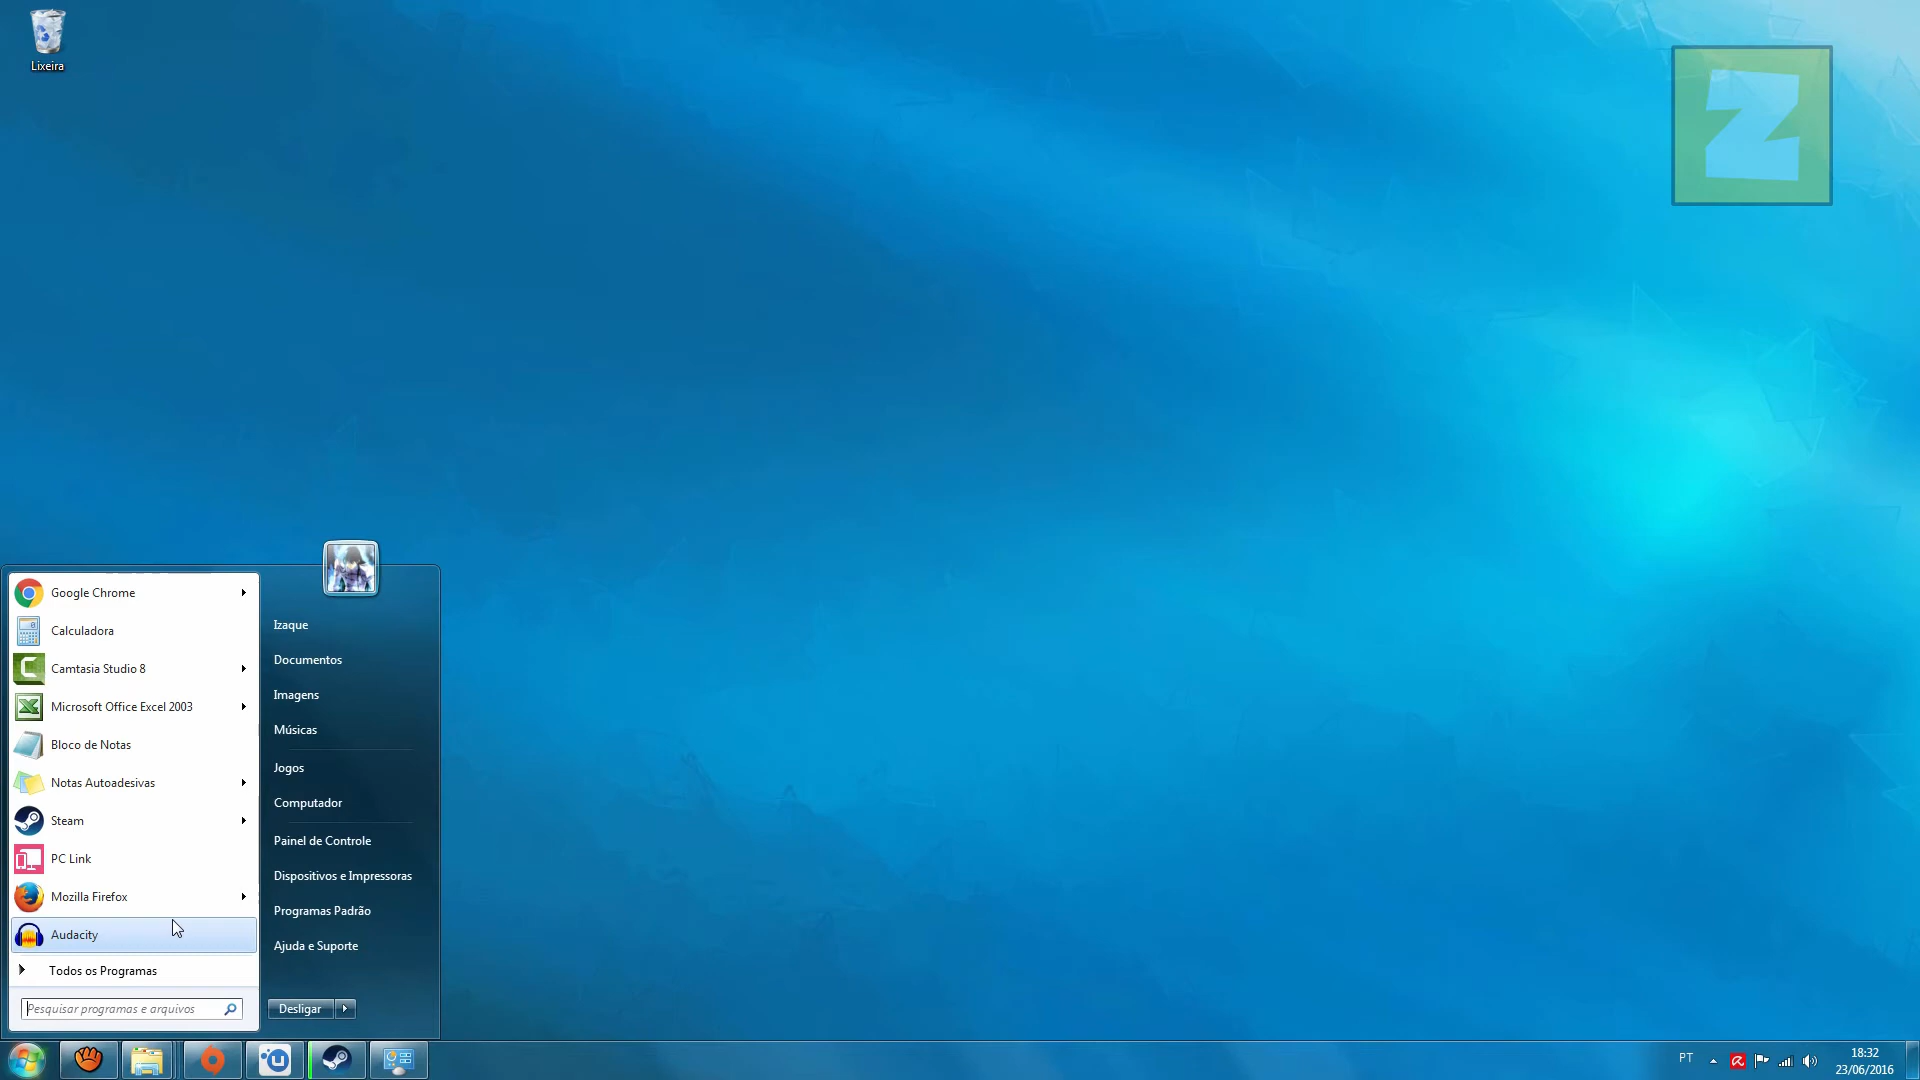 Lixeira
Z
Google Chrome
Calculadora
Camtasia Studio 8
Microsoft Office Excel 2003
Bloco de Notas
Notas Autoadesivas
Steam
PC Link
Mozilla Firefox
Audacity
Todos os Programas
Pesquisar programas e arquivos
Izaque
Documentos
Imagens
Músicas
Jogos
Computador
Painel de Controle
Dispositivos e Impressoras
Programas Padrão
Ajuda e Suporte
Desligar
PT
18:32
23/06/2016